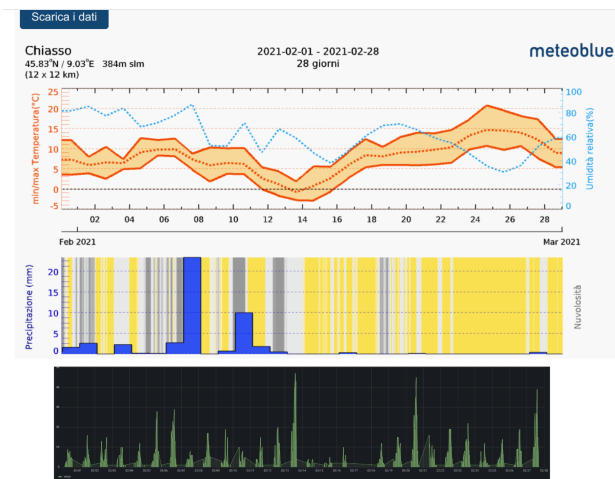 Scarica i dati
Chiasso 2021-02-01 - 2021-02-28 meteoblue
45.83°N / 9.03°E 384m slm 28 giorni
(12 x 12 km)
min/max Temperatura(°C)
25
20
15
10
5
0
-5
100
80
60
40
20
0
Umidità relativa(%)
02 04 06 08 10 12 14 16 18 20 22 24 26 28
Feb 2021 Mar 2021
Precipitazione (mm)
20
15
10
5
0
Nuvolosità